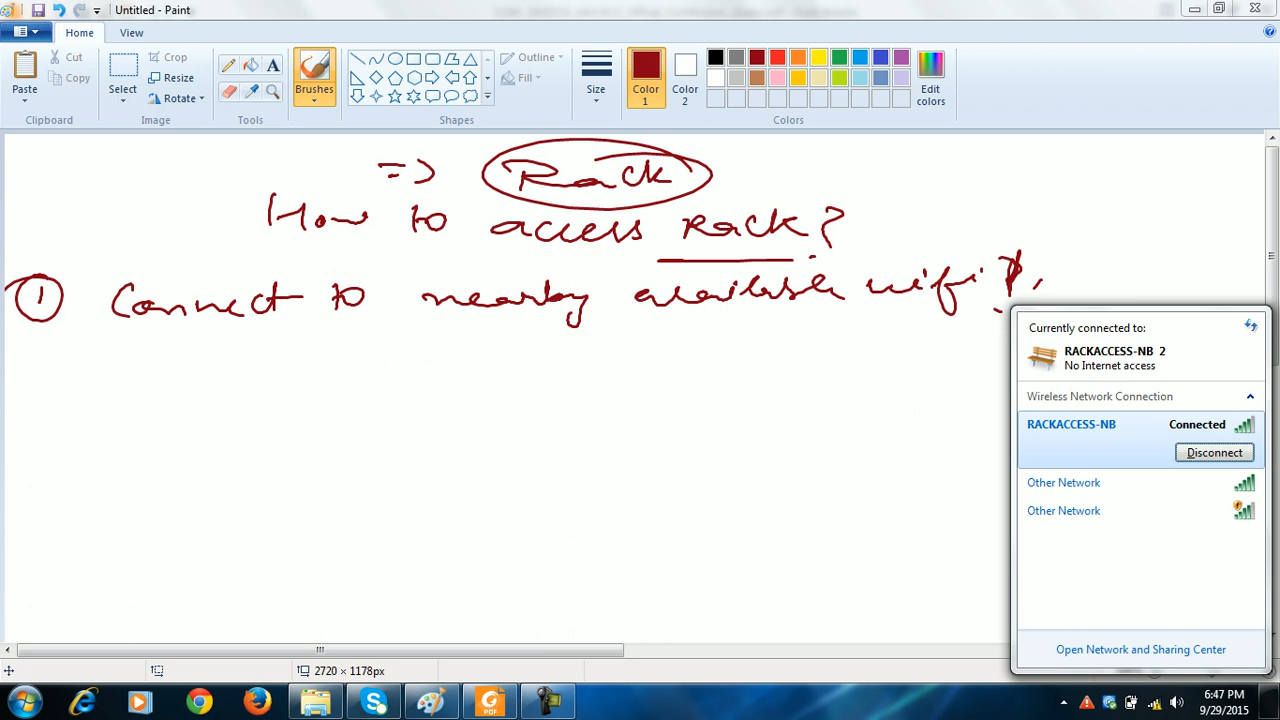 Untitled - Paint
Home
View
Paste
Cut
Copy
Clipboard
Select
Crop
Resize
Rotate
Image
Tools
Brushes
Shapes
Outline
Fill
Size
Color 1
Color 2
Edit colors
Colors
=> Rack
How to access Rack?
① Connect to nearby available wifi
Currently connected to:
RACKACCESS-NB 2
No Internet access
Wireless Network Connection
RACKACCESS-NB Connected
Disconnect
Other Network
Other Network
Open Network and Sharing Center
2720 × 1178px
PDF
6:47 PM
9/29/2015